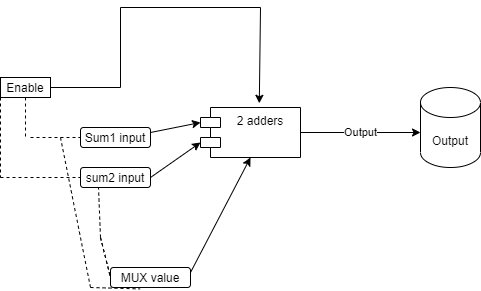 Enable
2 adders
Sum1 input
Output
Output
sum2 input
MUX value